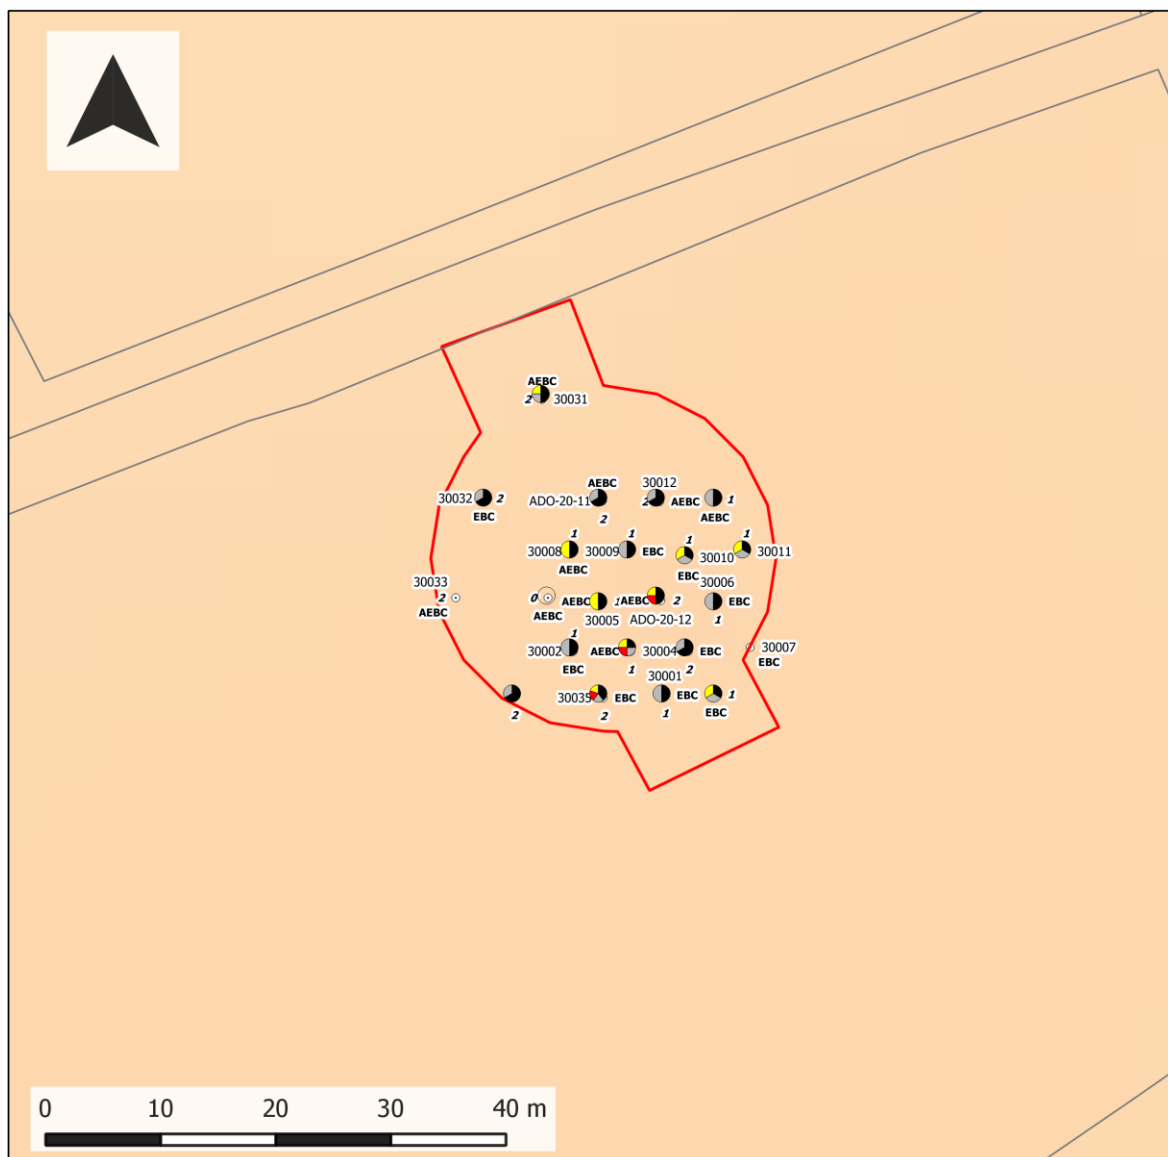 AEBC
2 30031
30032 2
EBC
AEBC
ADO-20-11
2
30012
2 AEBC
1
AEBC
1
30008
AEBC
1
30009 EBC
1
30010
EBC
1
30011
30033
2
AEBC
0
AEBC
AEBC 1
30005
AEBC 2
ADO-20-12
30006
EBC
1
1
30002
EBC
AEBC
1
30004 EBC
2
30007
EBC
2
30035 EBC
2
30001
EBC
1
1
EBC
0 10 20 30 40 m